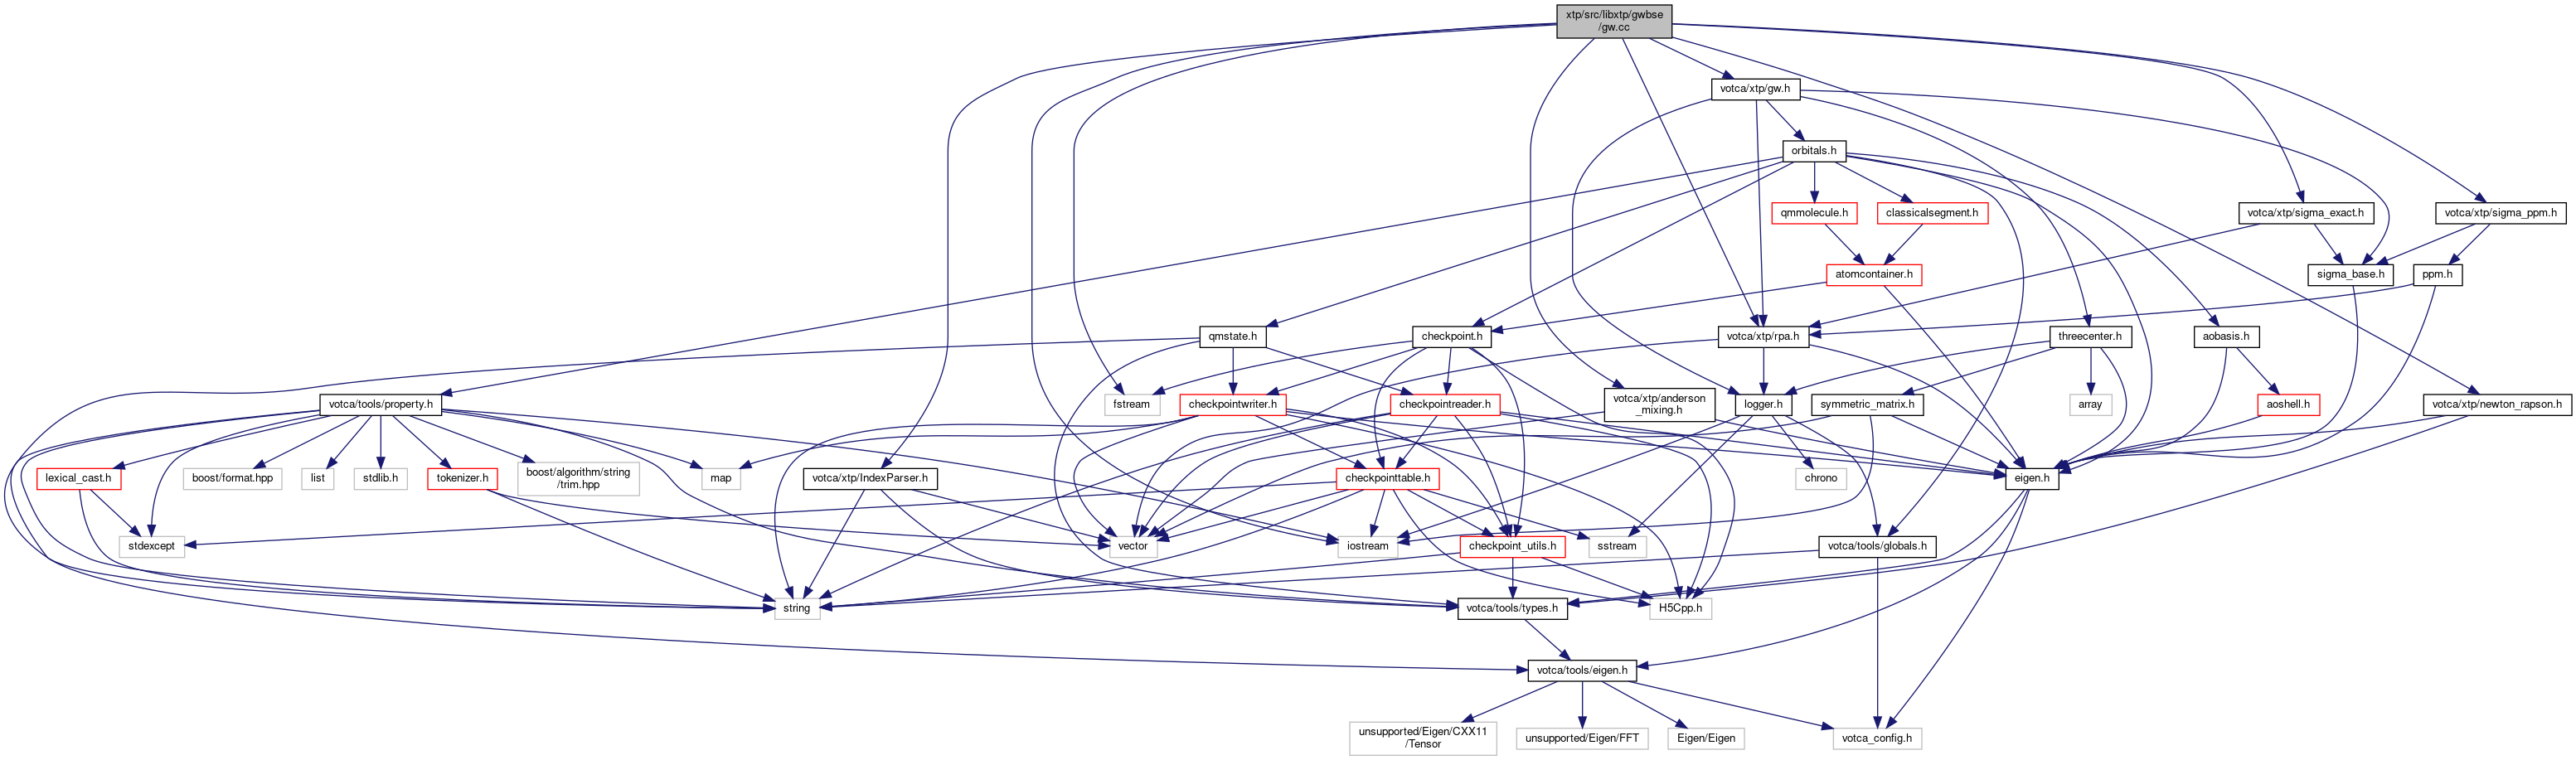 xtp/src/libxtp/gwbse
/gw.cc
votca/xtp/gw.h
orbitals.h
qmmolecule.h
classicalsegment.h
votca/xtp/sigma_exact.h
votca/xtp/sigma_ppm.h
atomcontainer.h
sigma_base.h
ppm.h
qmstate.h
checkpoint.h
votca/xtp/rpa.h
threecenter.h
aobasis.h
votca/tools/property.h
fstream
checkpointwriter.h
checkpointreader.h
votca/xtp/anderson
_mixing.h
logger.h
symmetric_matrix.h
array
aoshell.h
votca/xtp/newton_rapson.h
lexical_cast.h
boost/format.hpp
list
stdlib.h
tokenizer.h
boost/algorithm/string
/trim.hpp
map
votca/xtp/IndexParser.h
checkpointtable.h
chrono
eigen.h
stdexcept
vector
iostream
checkpoint_utils.h
sstream
votca/tools/globals.h
string
votca/tools/types.h
H5Cpp.h
votca/tools/eigen.h
unsupported/Eigen/CXX11
/Tensor
unsupported/Eigen/FFT
Eigen/Eigen
votca_config.h